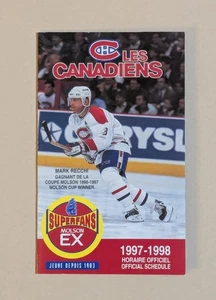 LES
CANADIENS
CHRYSL
MARK RECCHI
GAGNANT DE LA
COUPE MOLSON 1996-1997
MOLSON CUP WINNER
SUPERFANS
MOLSON
EX
JEUNE DEPUIS 1903
1997-1998
HORAIRE OFFICIEL
OFFICIAL SCHEDULE